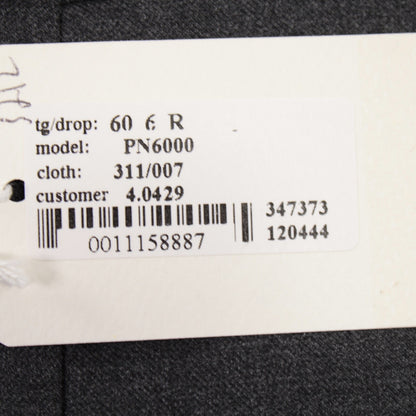 tg/drop: 60 6 R
model: PN6000
cloth: 311/007
customer 4.0429
347373
0011158887
120444